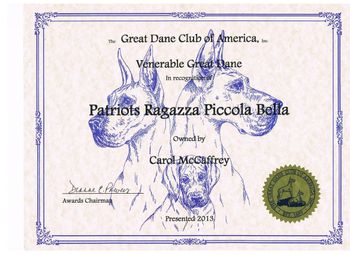 The Great Dane Club of America, Inc
Venerable Great Dane
In recognition of
Patriots Ragazza Piccola Bella
Owned by
Carol McCaffrey
Awards Chairman
Presented 2013